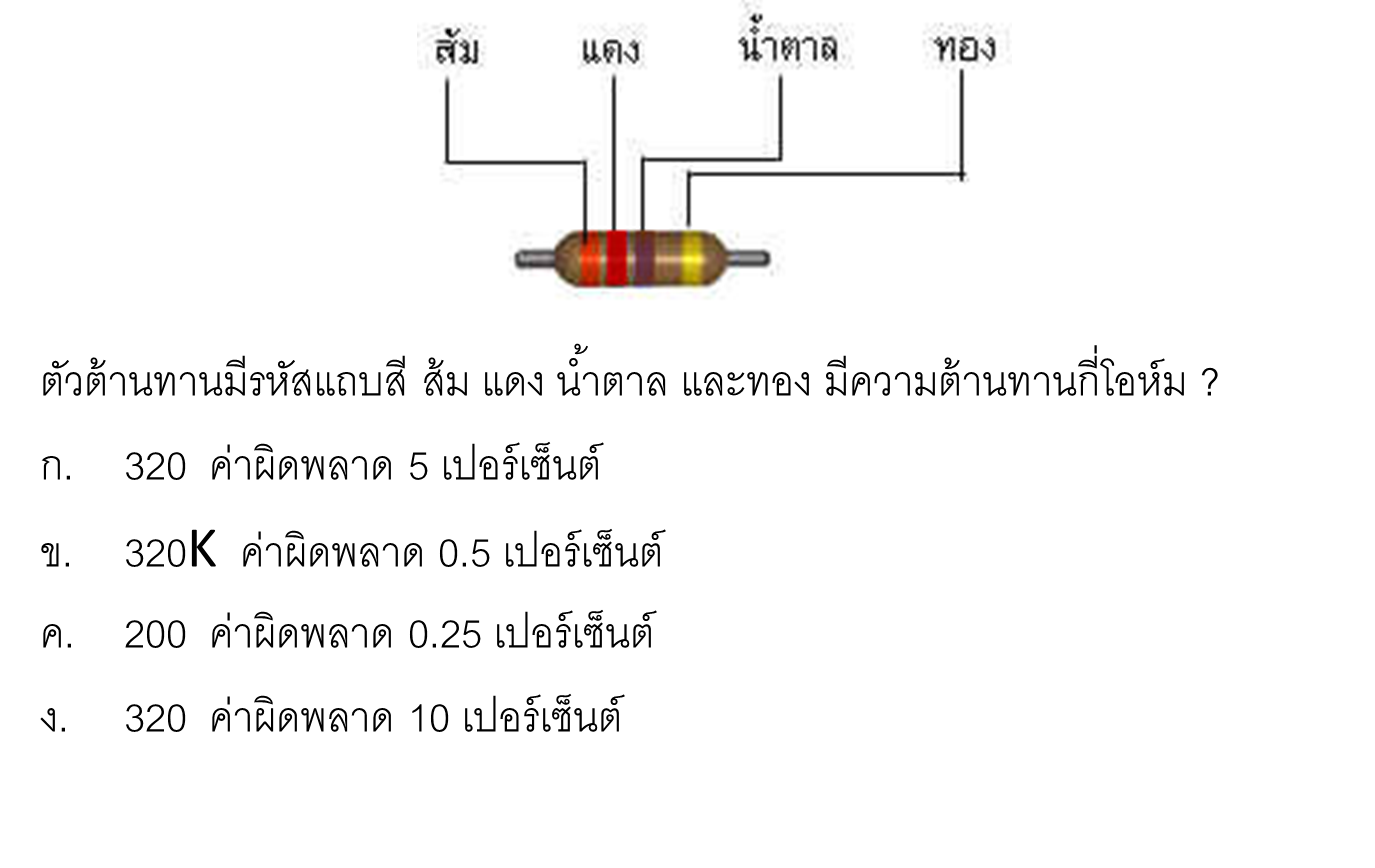 ส้ม แดง น้ำตาล ทอง
ตัวต้านทานมีรหัสแถบสี ส้ม แดง น้ำตาล และทอง มีความต้านทานกี่โอห์ม ?
ก. 320 ค่าผิดพลาด 5 เปอร์เซ็นต์
ข. 320K ค่าผิดพลาด 0.5 เปอร์เซ็นต์
ค. 200 ค่าผิดพลาด 0.25 เปอร์เซ็นต์
ง. 320 ค่าผิดพลาด 10 เปอร์เซ็นต์